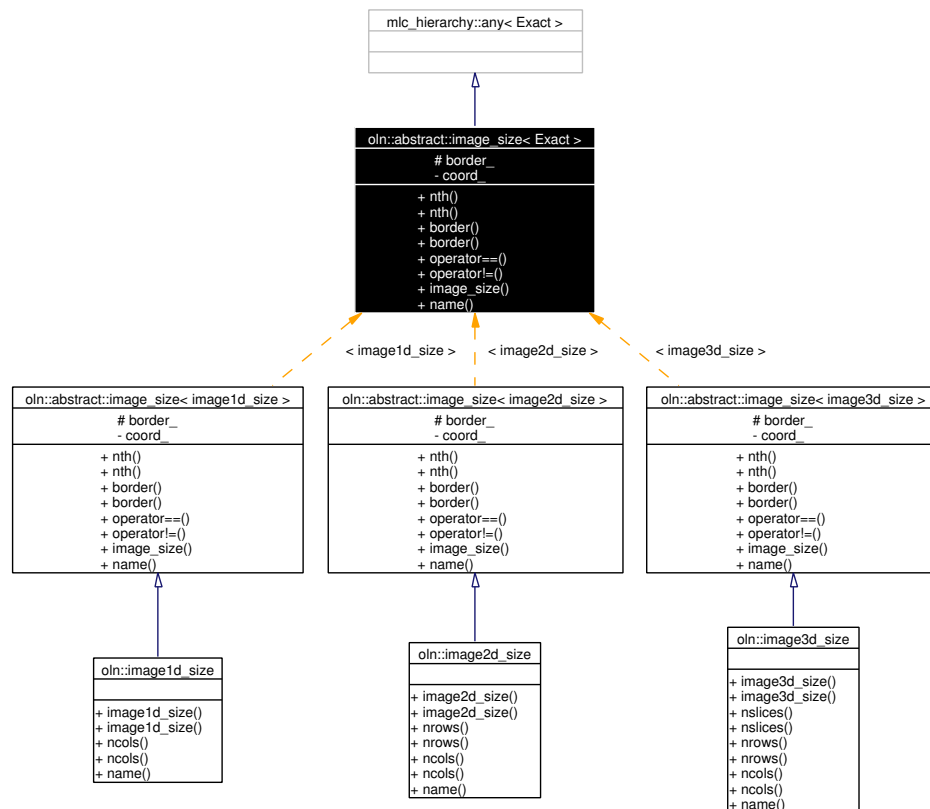 mlc_hierarchy::any< Exact >
oln::abstract::image_size< Exact >
# border_
- coord_
+ nth()
+ nth()
+ border()
+ border()
+ operator==()
+ operator!=()
+ image_size()
+ name()
< image1d_size >
< image2d_size >
< image3d_size >
oln::abstract::image_size< image1d_size >
# border_
- coord_
+ nth()
+ nth()
+ border()
+ border()
+ operator==()
+ operator!=()
+ image_size()
+ name()
oln::abstract::image_size< image2d_size >
# border_
- coord_
+ nth()
+ nth()
+ border()
+ border()
+ operator==()
+ operator!=()
+ image_size()
+ name()
oln::abstract::image_size< image3d_size >
# border_
- coord_
+ nth()
+ nth()
+ border()
+ border()
+ operator==()
+ operator!=()
+ image_size()
+ name()
oln::image1d_size
+ image1d_size()
+ image1d_size()
+ ncols()
+ ncols()
+ name()
oln::image2d_size
+ image2d_size()
+ image2d_size()
+ nrows()
+ nrows()
+ ncols()
+ ncols()
+ name()
oln::image3d_size
+ image3d_size()
+ image3d_size()
+ nslices()
+ nslices()
+ nrows()
+ nrows()
+ ncols()
+ ncols()
+ name()